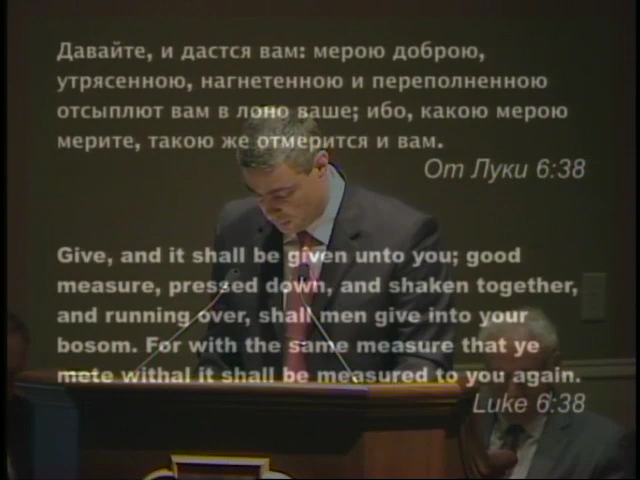 Давайте, и дастся вам: мерою доброю,
утрясенною, нагнетенною и переполненною
отсыплют вам в лоно ваше; ибо, какою мерою
мерите, такою же отмерится и вам.
От Луки 6:38
Give, and it shall be given unto you; good
measure, pressed down, and shaken together,
and running over, shall men give into your
bosom. For with the same measure that ye
mete withal it shall be measured to you again.
Luke 6:38